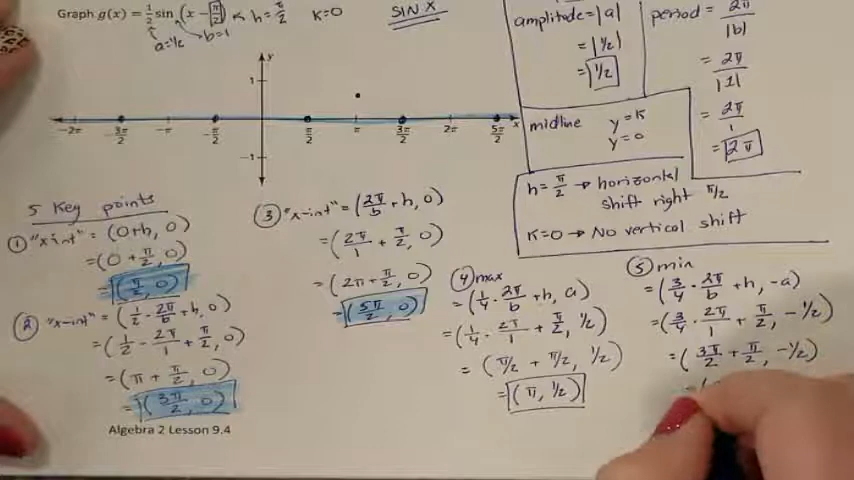 Graph g(x) = 1/2 sin (x - π/2) < h = π/2 K=0
a=1/2 b=1
SIN X
amplitude = |a|
= |1/2|
= 1/2
period = 2π/|b|
= 2π/|1|
= 2π/1
= 2π
midline y = K
y = 0
h = π/2 → horizontal
shift right π/2
K=0 → No vertical shift
y
1
-2π -3π/2 -π -π/2 π/2 π 3π/2 2π 5π/2 x
-1
5 Key points
① "x-int" = (0+h, 0)
= (0 + π/2, 0)
= (π/2, 0)
② "x-int" = (1/2 · 2π/b + h, 0)
= (1/2 · 2π/1 + π/2, 0)
= (π + π/2, 0)
= (3π/2, 0)
③ "x-int" = (2π/b + h, 0)
= (2π/1 + π/2, 0)
= (2π + π/2, 0)
= (5π/2, 0)
④ max
= (1/4 · 2π/b + h, a)
= (1/4 · 2π/1 + π/2, 1/2)
= (π/2 + π/2, 1/2)
= (π, 1/2)
⑤ min
= (3/4 · 2π/b + h, -a)
= (3/4 · 2π/1 + π/2, -1/2)
= (3π/2 + π/2, -1/2)
= (
Algebra 2 Lesson 9.4